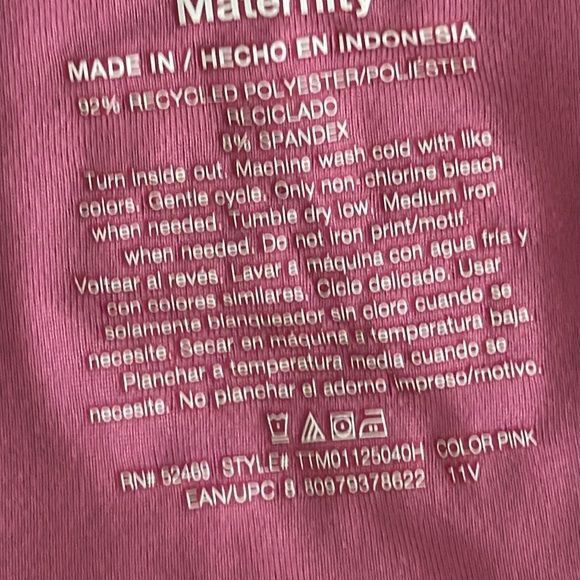 Maternity
MADE IN / HECHO EN INDONESIA
92% RECYCLED POLYESTER/POLIÉSTER
RECICLADO
8% SPANDEX
Turn inside out. Machine wash cold with like
colors. Gentle cycle. Only non-chlorine bleach
when needed. Tumble dry low. Medium iron
when needed. Do not iron print/motif.
Voltear al revés. Lavar a máquina con agua fría y
con colores similares. Ciclo delicado. Usar
solamente blanqueador sin cloro cuando se
necesite. Secar en máquina a temperatura baja.
Planchar a temperatura media cuando se
necesite. No planchar el adorno impreso/motivo.
RN# 52469 STYLE# TTM01125040H COLOR PINK
EAN/UPC 8 80979378622 11V